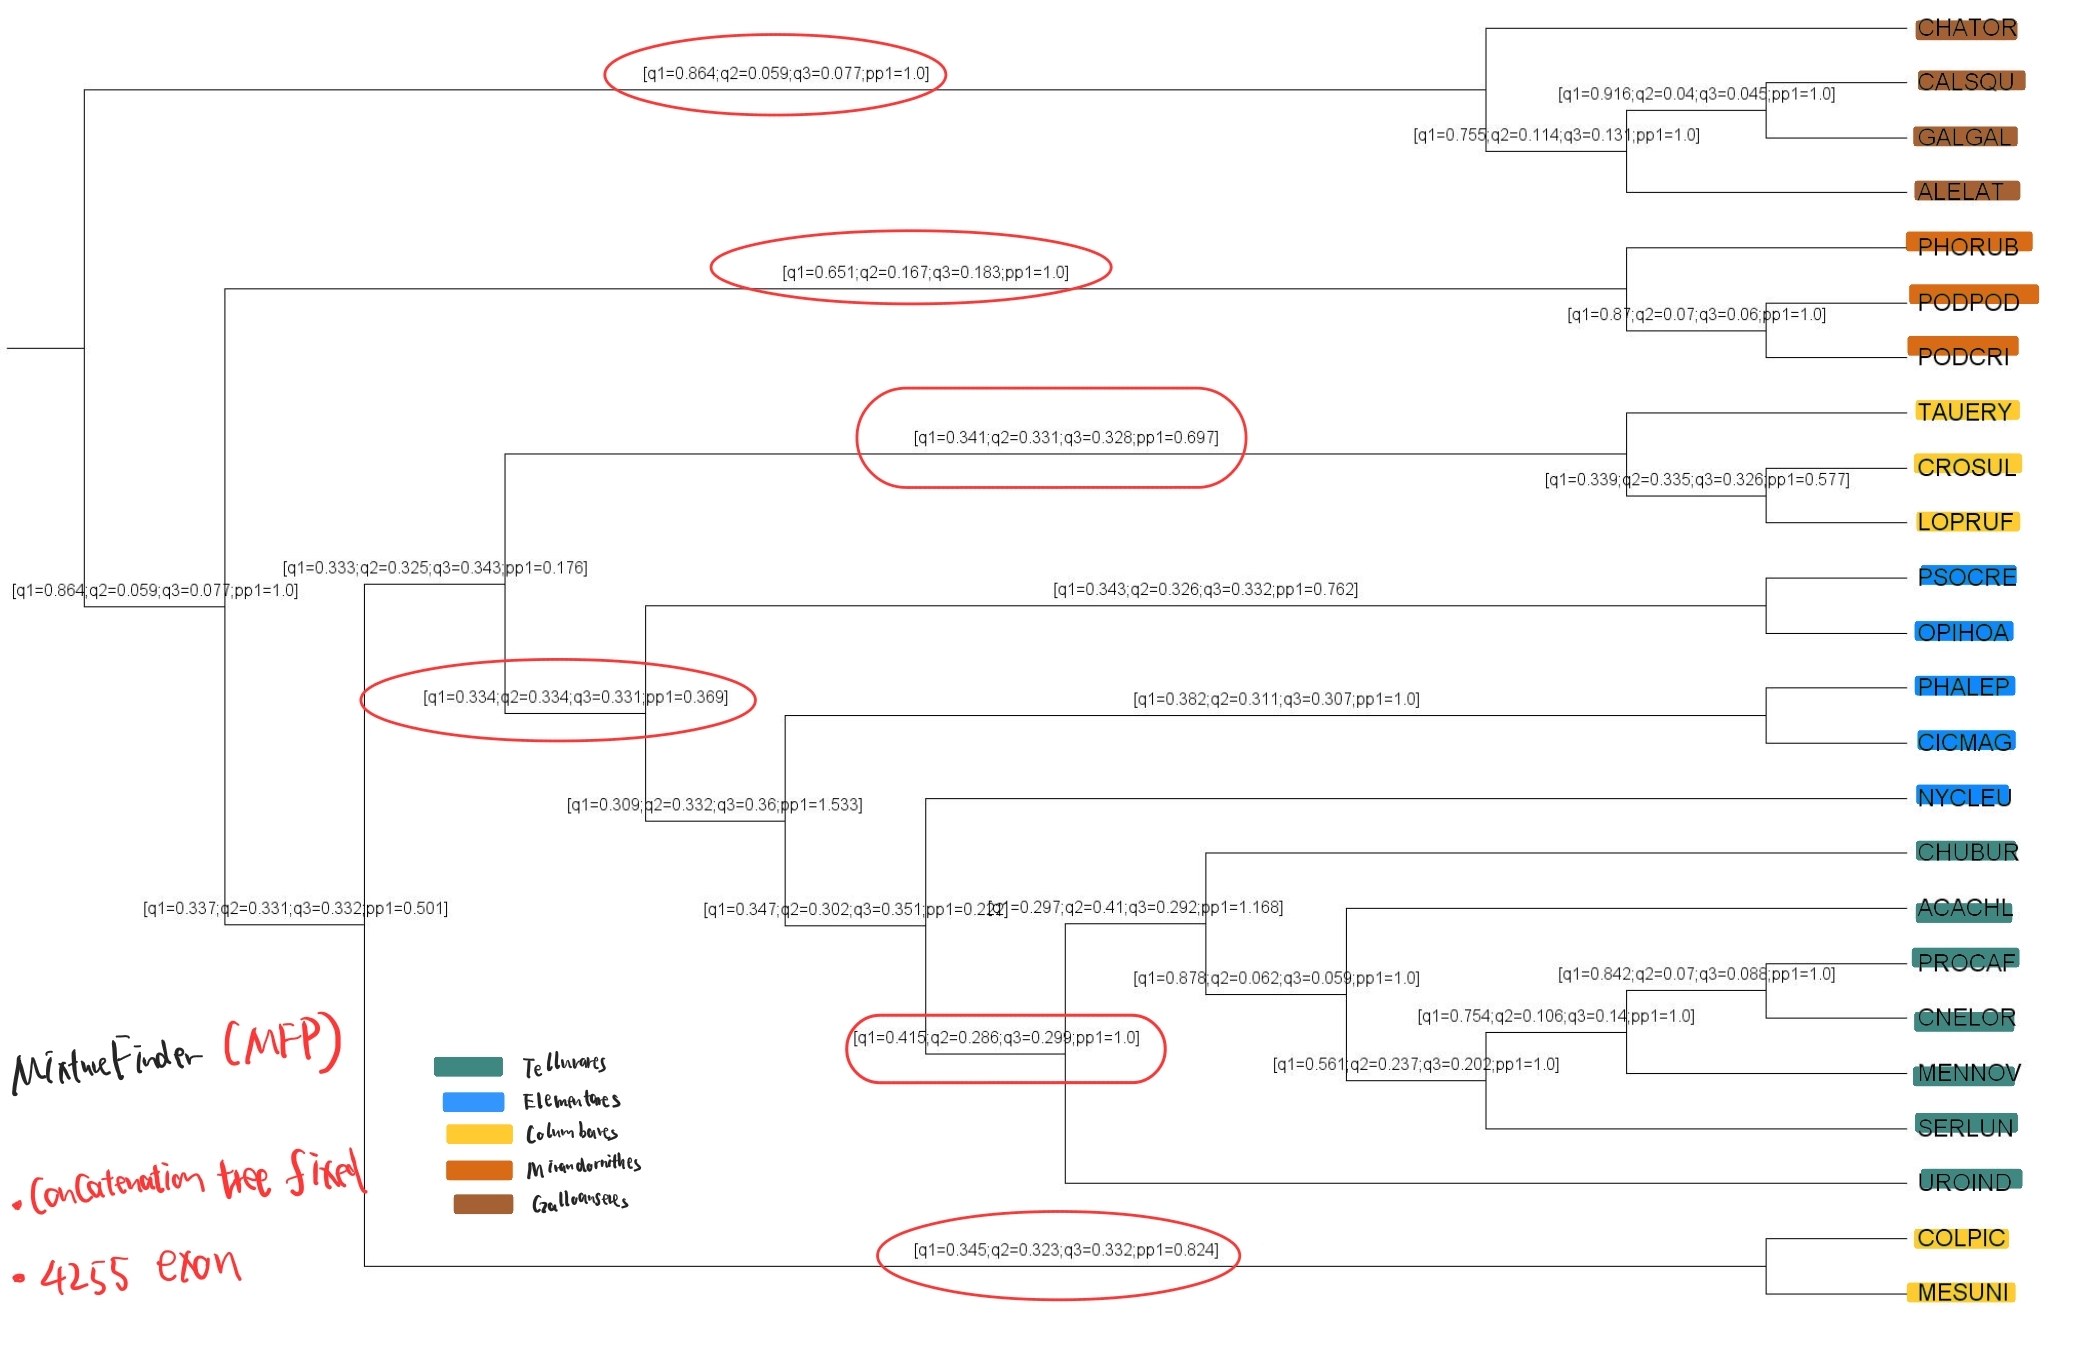 CHATOR
[q1=0.864;q2=0.059;q3=0.077;pp1=1.0]
CALSQU
[q1=0.916;q2=0.04;q3=0.045;pp1=1.0]
[q1=0.755;q2=0.114;q3=0.131;pp1=1.0]
GALGAL
ALELAT
PHORUB
[q1=0.651;q2=0.167;q3=0.183;pp1=1.0]
PODPOD
[q1=0.87;q2=0.07;q3=0.06;pp1=1.0]
PODCRI
TAUERY
[q1=0.341;q2=0.331;q3=0.328;pp1=0.697]
CROSUL
[q1=0.339;q2=0.335;q3=0.326;pp1=0.577]
LOPRUF
[q1=0.333;q2=0.325;q3=0.343;pp1=0.176]
PSOCRE
[q1=0.864;q2=0.059;q3=0.077;pp1=1.0]
[q1=0.343;q2=0.326;q3=0.332;pp1=0.762]
OPIHOA
PHALEP
[q1=0.334;q2=0.334;q3=0.331;pp1=0.369]
[q1=0.382;q2=0.311;q3=0.307;pp1=1.0]
CICMAG
NYCLEU
[q1=0.309;q2=0.332;q3=0.36;pp1=1.533]
CHUBUR
[q1=0.337;q2=0.331;q3=0.332;pp1=0.501]
[q1=0.347;q2=0.302;q3=0.351;pp1=0.222]
[q1=0.297;q2=0.41;q3=0.292;pp1=1.168]
ACACHL
PROCAF
[q1=0.878;q2=0.062;q3=0.059;pp1=1.0]
[q1=0.842;q2=0.07;q3=0.088;pp1=1.0]
CNELOR
[q1=0.754;q2=0.106;q3=0.14;pp1=1.0]
[q1=0.415;q2=0.286;q3=0.299;pp1=1.0]
[q1=0.561;q2=0.237;q3=0.202;pp1=1.0]
MENNOV
SERLUN
UROIND
COLPIC
[q1=0.345;q2=0.323;q3=0.332;pp1=0.824]
MESUNI
MixtureFinder (MFP)
• Concatenation tree fixed
• 4255 exon
Telluraves
Elementaves
Columbaves
Mirandornithes
Galloanseres